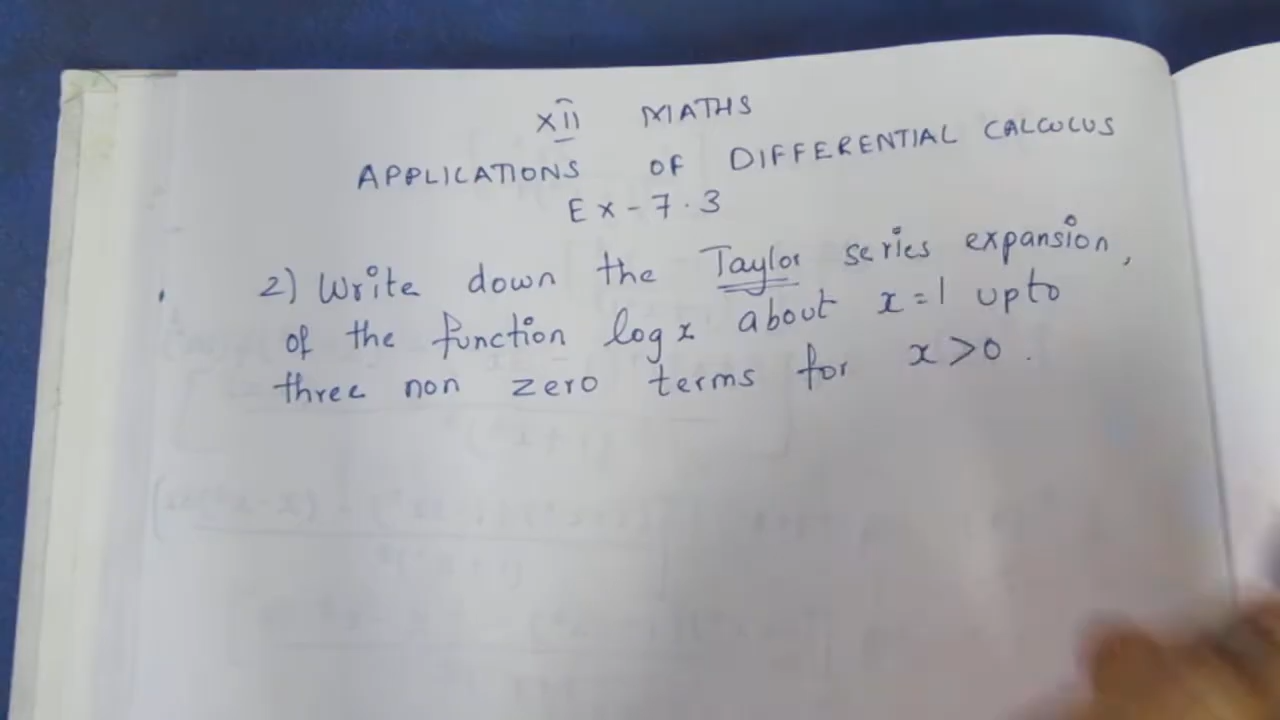 XII MATHS
APPLICATIONS OF DIFFERENTIAL CALCULUS
Ex-7.3
2) Write down the Taylor series expansion,
of the function log x about x=1 upto
three non zero terms for x>0.